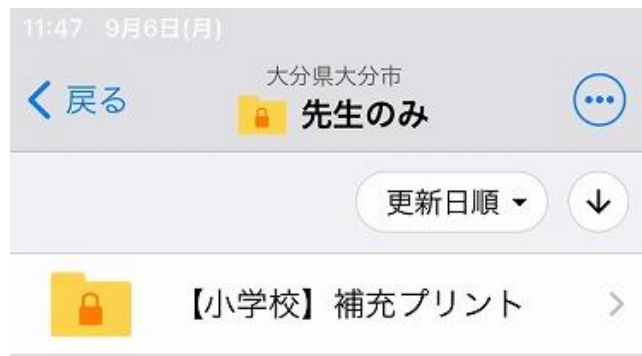 11:47 9月6日(月)
大分県大分市
戻る
先生のみ
更新日順
【小学校】補充プリント